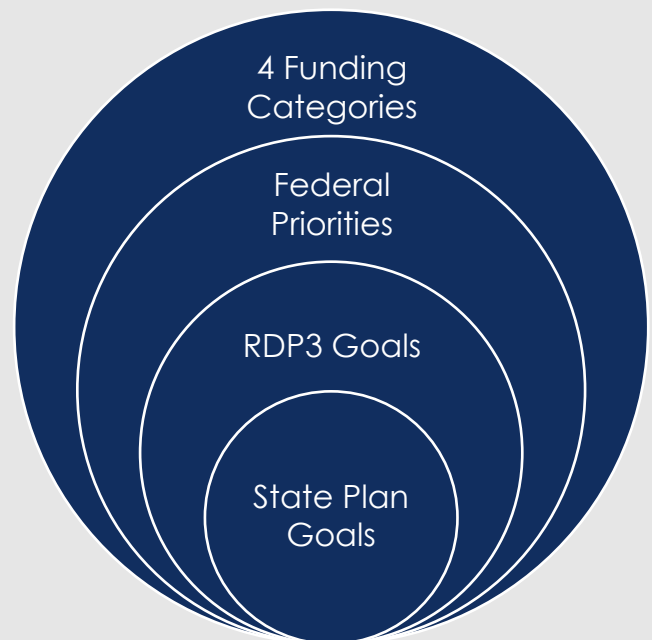 4 Funding
Categories
Federal
Priorities
RDP3 Goals
State Plan
Goals